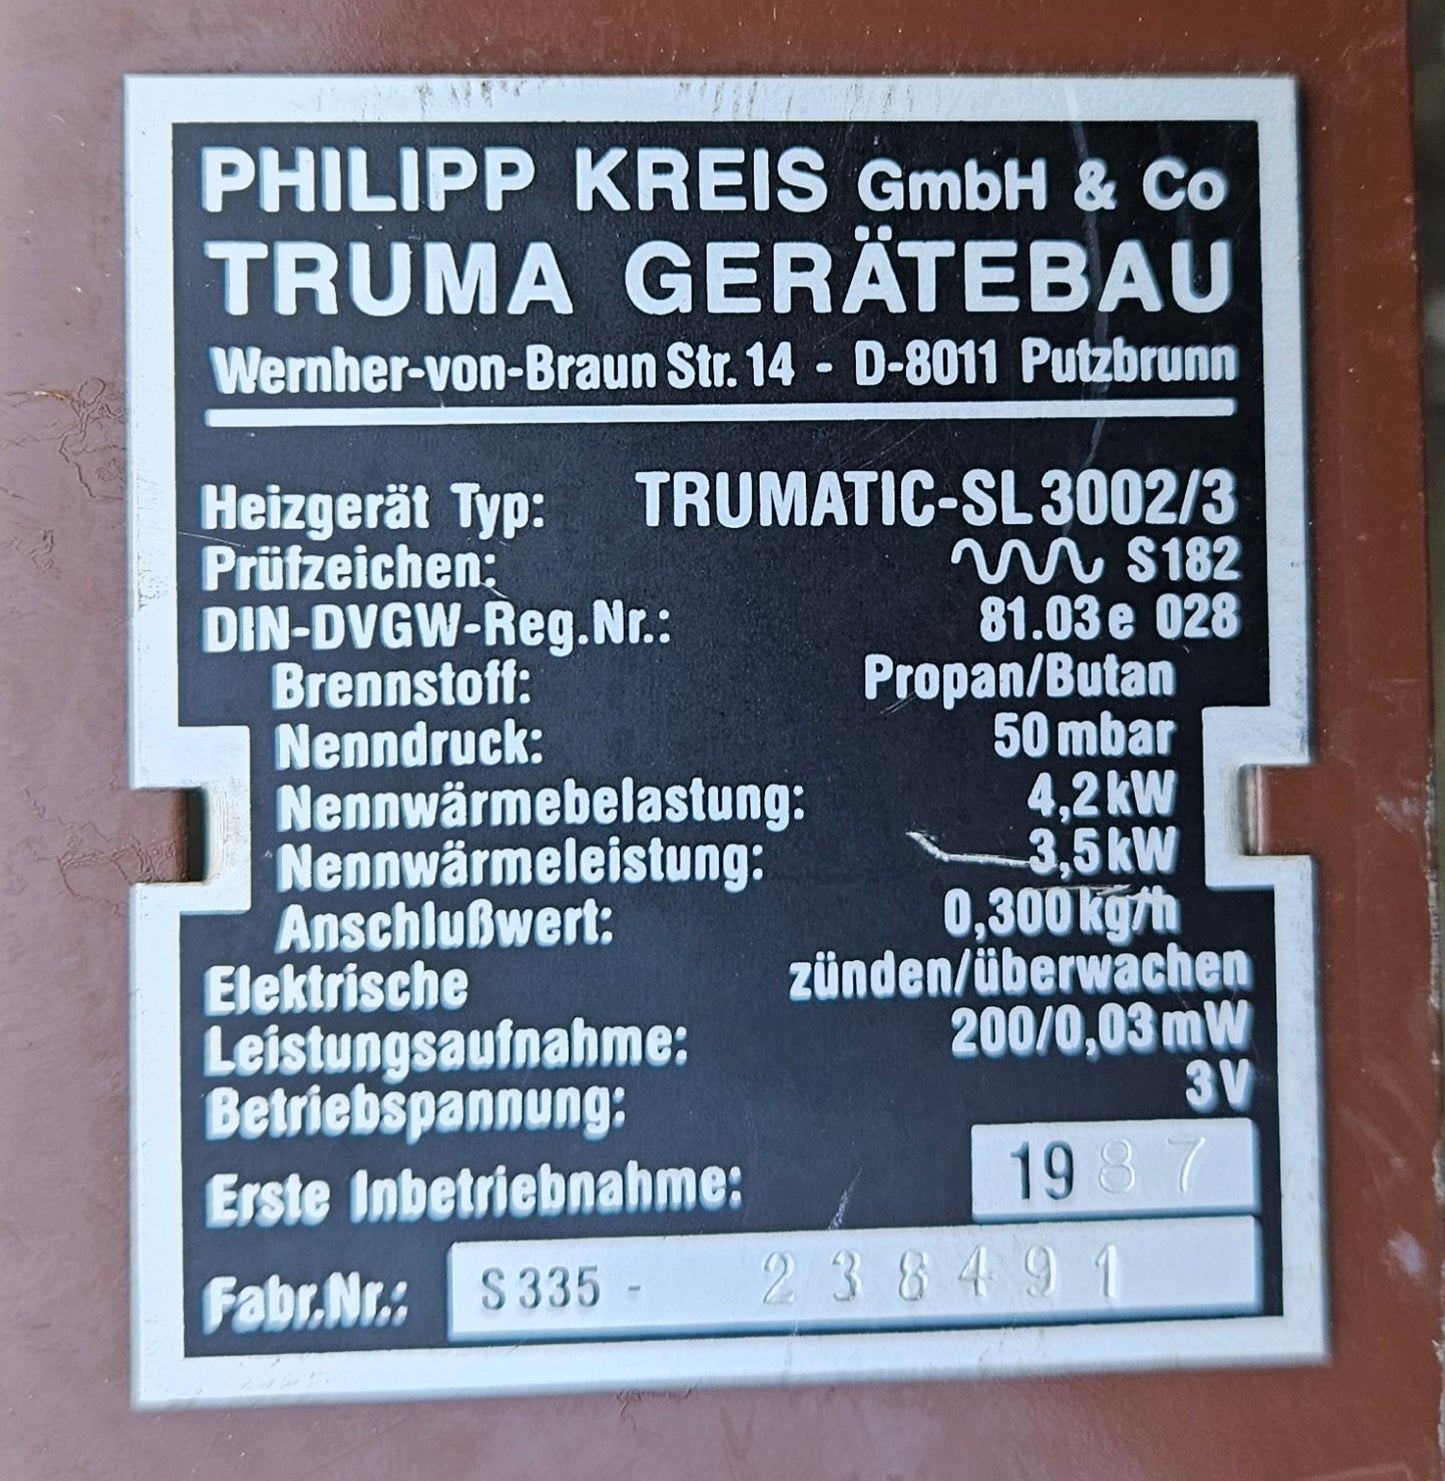 PHILIPP KREIS GmbH & Co
TRUMA GERÄTEBAU
Wernher-von-Braun Str. 14 - D-8011 Putzbrunn
Heizgerät Typ: TRUMATIC-SL 3002/3
Prüfzeichen: S 182
DIN-DVGW-Reg.Nr.: 81.03 e 028
Brennstoff: Propan/Butan
Nenndruck: 50 mbar
Nennwärmebelastung: 4,2 kW
Nennwärmeleistung: 3,5 kW
Anschlußwert: 0,300 kg/h
Elektrische zünden/überwachen
Leistungsaufnahme: 200/0,03 mW
Betriebspannung: 3 V
Erste Inbetriebnahme: 1987
Fabr.Nr.: S 335 - 238491